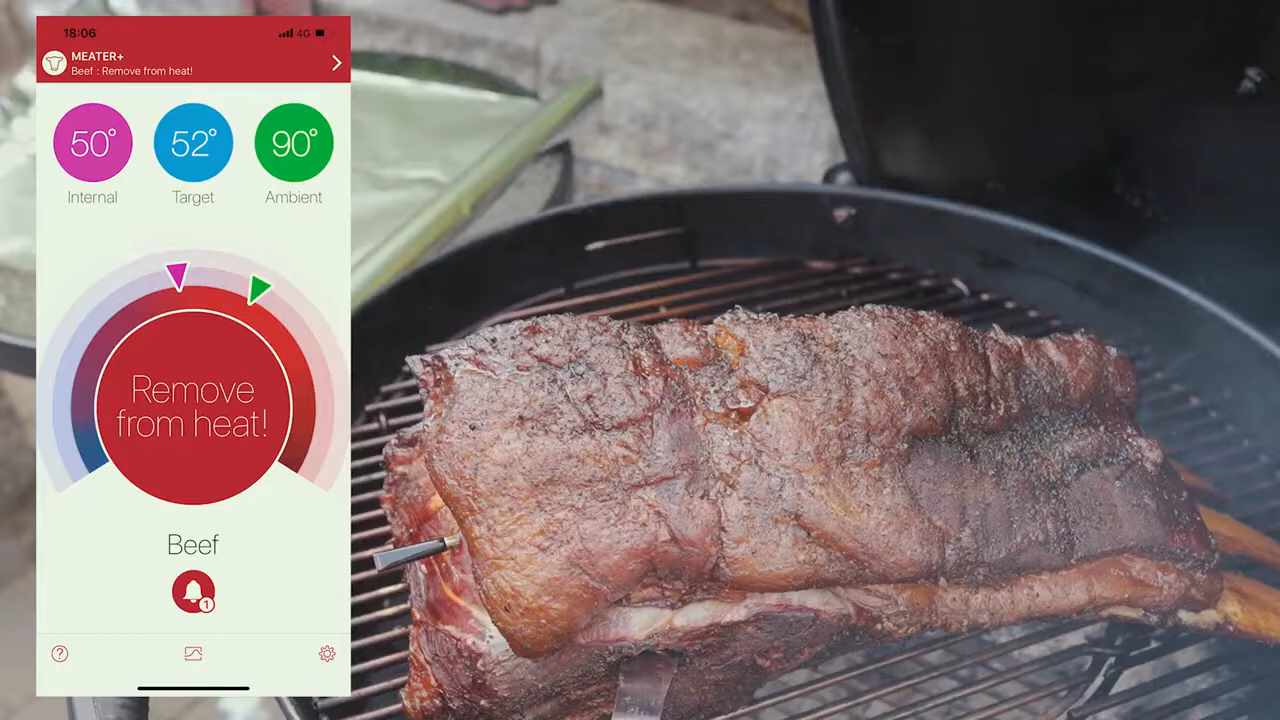 18:06
4G
MEATER+
Beef : Remove from heat!
50° 52° 90°
Internal Target Ambient
Remove
from heat!
Beef
1
?